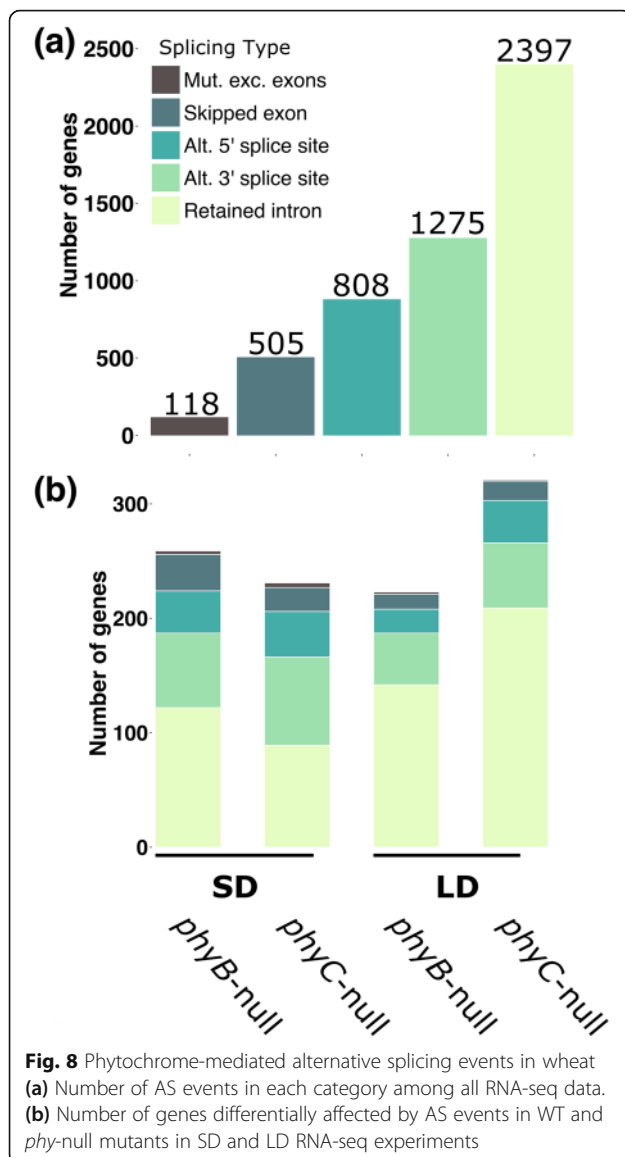 (a)
Splicing Type
Mut. exc. exons
Skipped exon
Alt. 5' splice site
Alt. 3' splice site
Retained intron
Number of genes
2500
2000
1500
1000
500
0
118
505
808
1275
2397
(b)
Number of genes
300
200
100
0
SD
LD
phyB-null
phyC-null
phyB-null
phyC-null
Fig. 8 Phytochrome-mediated alternative splicing events in wheat
(a) Number of AS events in each category among all RNA-seq data.
(b) Number of genes differentially affected by AS events in WT and
phy-null mutants in SD and LD RNA-seq experiments